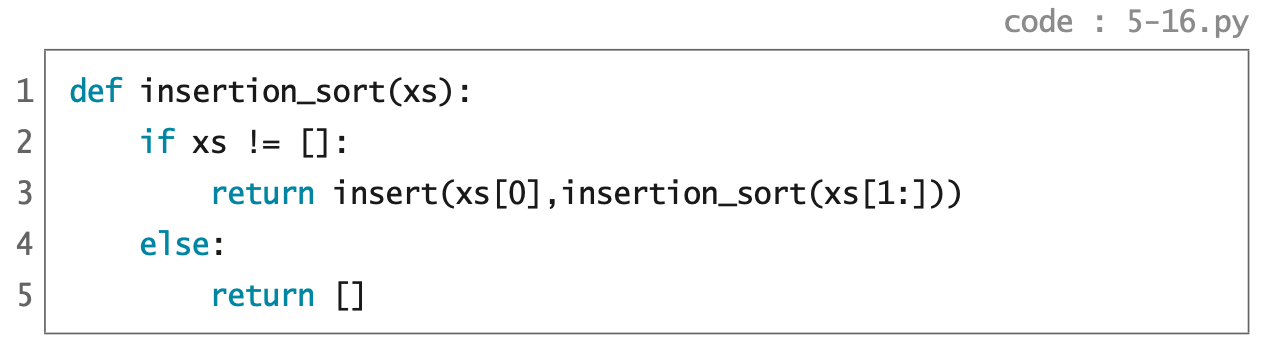 code : 5-16.py
1 def insertion_sort(xs):
2     if xs != []:
3         return insert(xs[0],insertion_sort(xs[1:]))
4     else:
5         return []